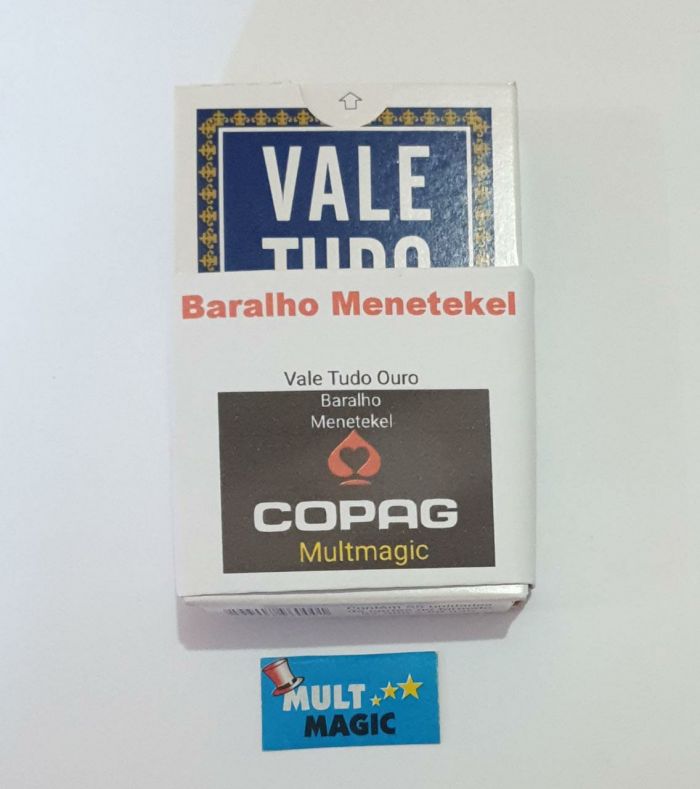 VALE
TUDO
Baralho Menetekel
Vale Tudo Ouro
Baralho
Menetekel
COPAG
Multmagic
MULT
MAGIC